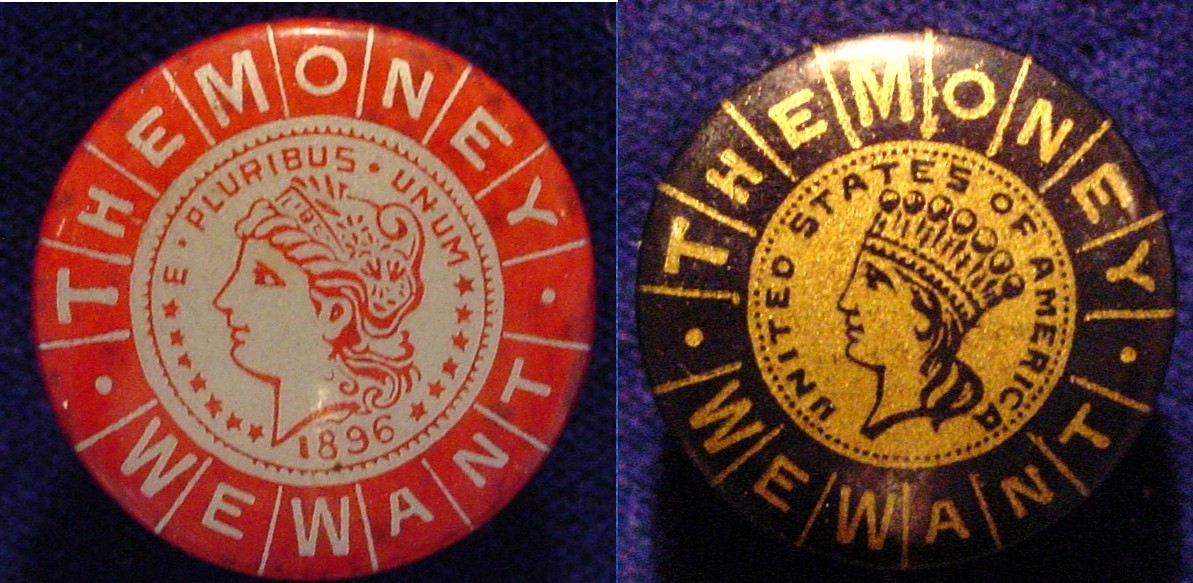 THE MONEY
WE WANT
E · PLURIBUS · UNUM
1896
THE MONEY
WE WANT
UNITED STATES OF AMERICA